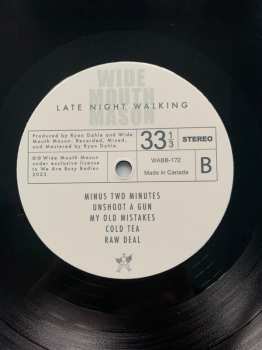 WIDE
MOUTH
MASON
LATE NIGHT WALKING
Produced by Ryan Dahle and Wide
Mouth Mason. Recorded, Mixed,
and Mastered by Ryan Dahle.
33 1/3 STEREO
℗© Wide Mouth Mason
under exclusive license
to We Are Busy Bodies
2023.
WABB-172
Made in Canada
B
MINUS TWO MINUTES
UNSHOOT A GUN
MY OLD MISTAKES
COLD TEA
RAW DEAL